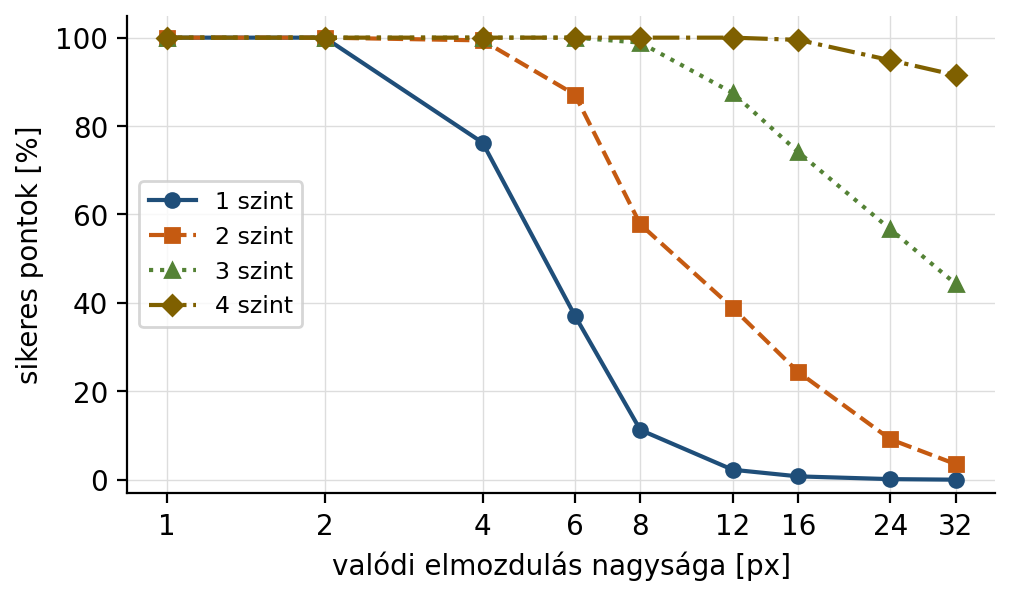 sikeres pontok [%]
100
80
60
40
20
0
1 szint
2 szint
3 szint
4 szint
1 2 4 6 8 12 16 24 32
valódi elmozdulás nagysága [px]